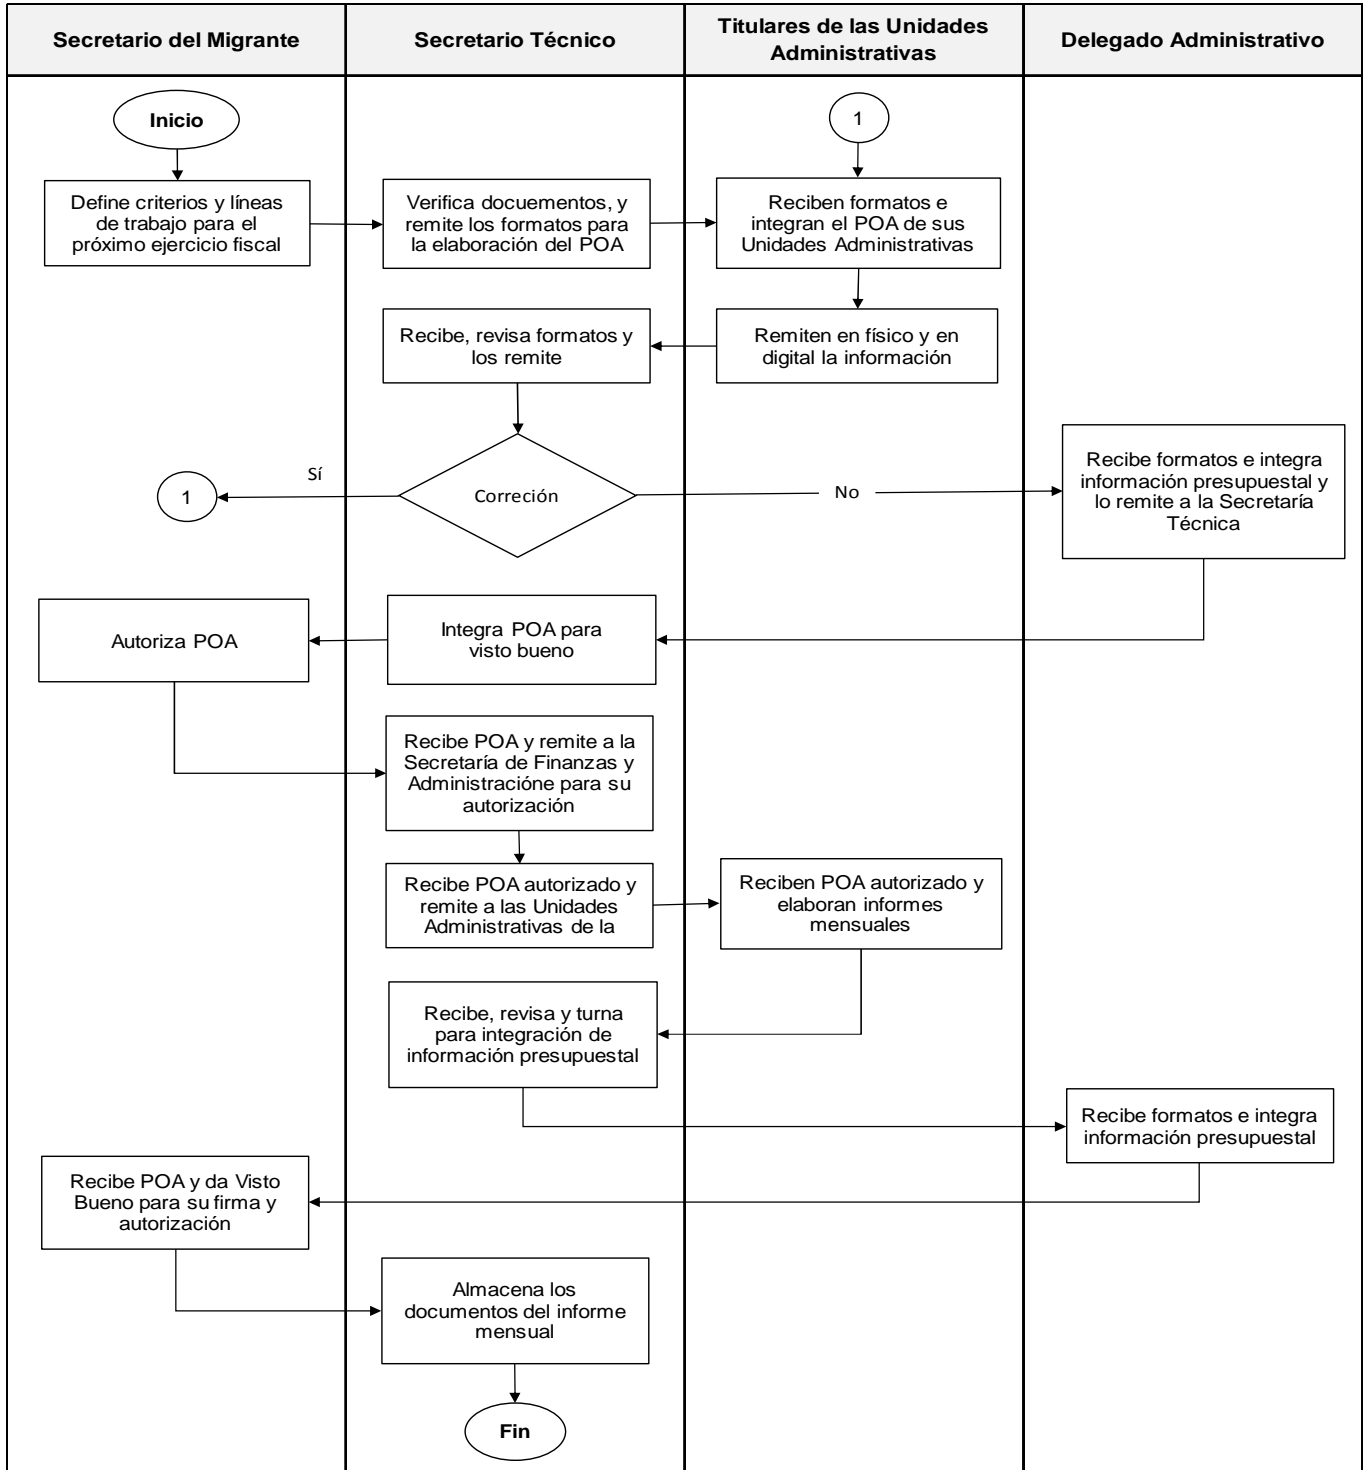 Secretario del Migrante
Secretario Técnico
Titulares de las Unidades
Administrativas
Delegado Administrativo
Inicio
1
Define criterios y líneas
de trabajo para el
próximo ejercicio fiscal
Verifica docuementos, y
remite los formatos para
la elaboración del POA
Reciben formatos e
integran el POA de sus
Unidades Administrativas
Recibe, revisa formatos y
los remite
Remiten en físico y en
digital la información
1
Sí
Correción
No
Recibe formatos e integra
información presupuestal y
lo remite a la Secretaría
Técnica
Autoriza POA
Integra POA para
visto bueno
Recibe POA y remite a la
Secretaría de Finanzas y
Administracióne para su
autorización
Recibe POA autorizado y
remite a las Unidades
Administrativas de la
Reciben POA autorizado y
elaboran informes
mensuales
Recibe, revisa y turna
para integración de
información presupuestal
Recibe formatos e integra
información presupuestal
Recibe POA y da Visto
Bueno para su firma y
autorización
Almacena los
documentos del informe
mensual
Fin